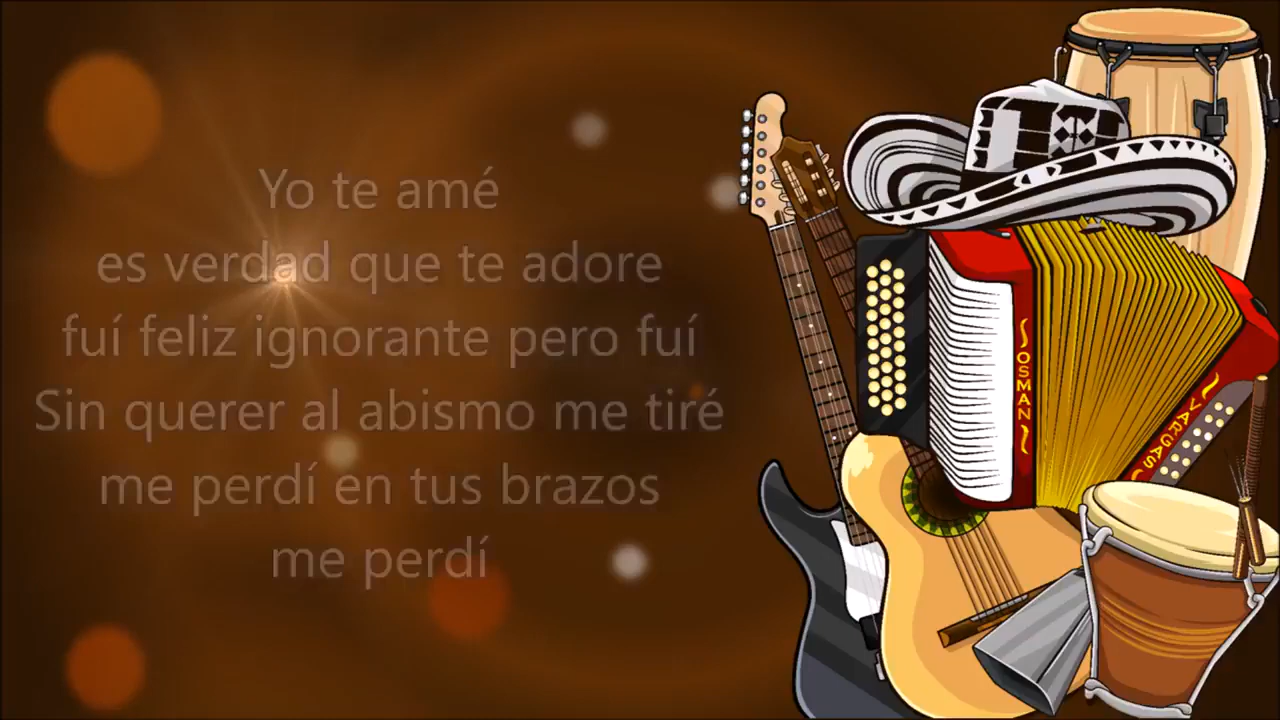 Yo te amé
es verdad que te adore
fuí feliz ignorante pero fuí
Sin querer al abismo me tiré
me perdí en tus brazos
me perdí
OSMAN
VARGAS